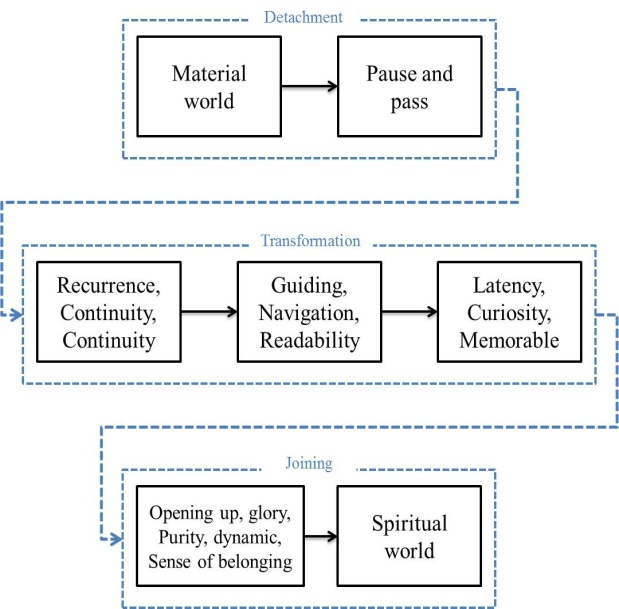 Detachment
Material
world
Pause and
pass
Transformation
Recurrence,
Continuity,
Continuity
Guiding,
Navigation,
Readability
Latency,
Curiosity,
Memorable
Joining
Opening up, glory,
Purity, dynamic,
Sense of belonging
Spiritual
world